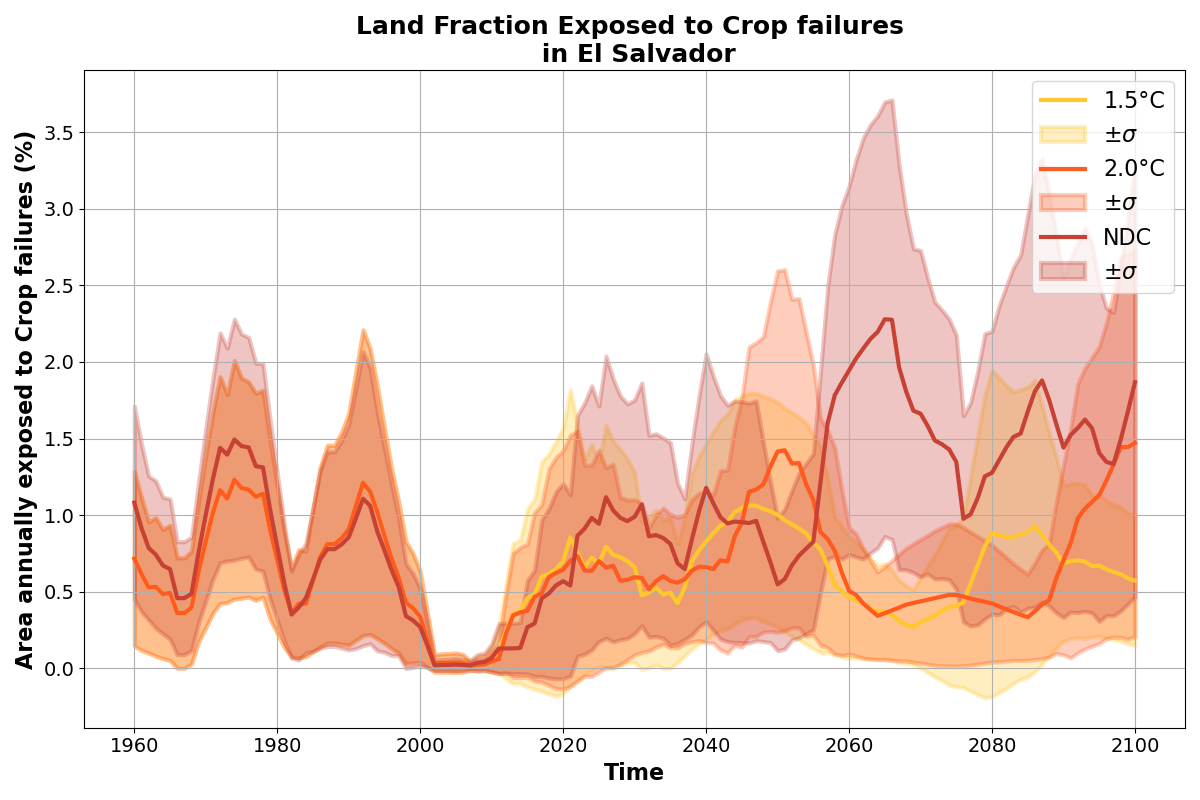 Land Fraction Exposed to Crop failures
in El Salvador
Area annually exposed to Crop failures (%)
3.5
3.0
2.5
2.0
1.5
1.0
0.5
0.0
1.5°C
±σ
2.0°C
±σ
NDC
±σ
1960 1980 2000 2020 2040 2060 2080 2100
Time